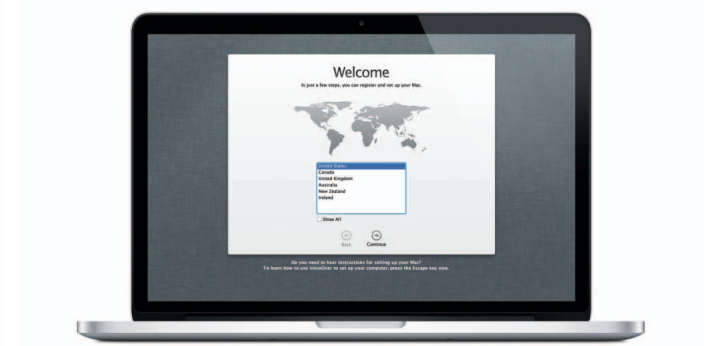 Welcome
In just a few steps, you can register and set up your Mac.
United States
Canada
United Kingdom
Australia
New Zealand
Ireland
Show All
Back Continue
Do you need to hear instructions for setting up your Mac?
To learn how to use VoiceOver to set up your computer, press the Escape key now.